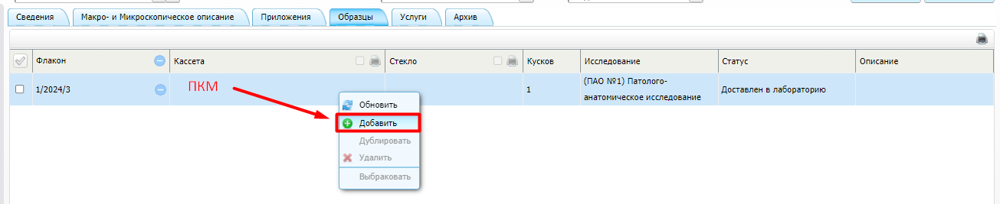 Сведения Макро- и Микроскопическое описание Приложения Образцы Услуги Архив
Флакон Кассета Стекло Кусков Исследование Статус Описание
1/2024/3 ПКМ 1 (ПАО №1) Патолого-
анатомическое исследование Доставлен в лабораторию
Обновить
Добавить
Дублировать
Удалить
Выбраковать